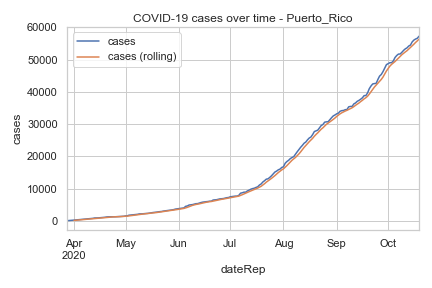 COVID-19 cases over time - Puerto_Rico
cases
cases (rolling)
cases
60000
50000
40000
30000
20000
10000
0
Apr May Jun Jul Aug Sep Oct
2020
dateRep